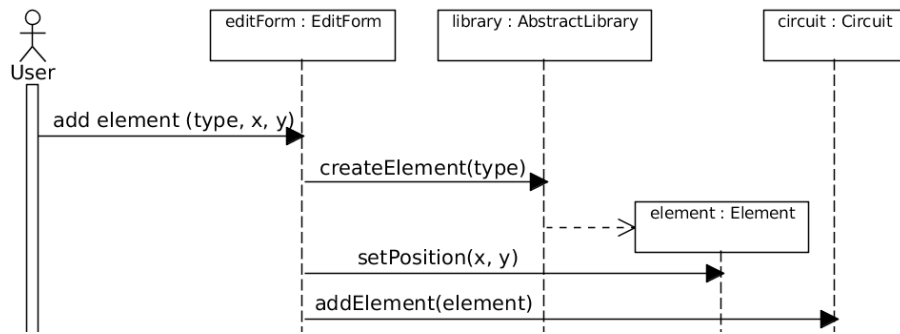 editForm : EditForm
library : AbstractLibrary
circuit : Circuit
User
add element (type, x, y)
createElement(type)
element : Element
setPosition(x, y)
addElement(element)